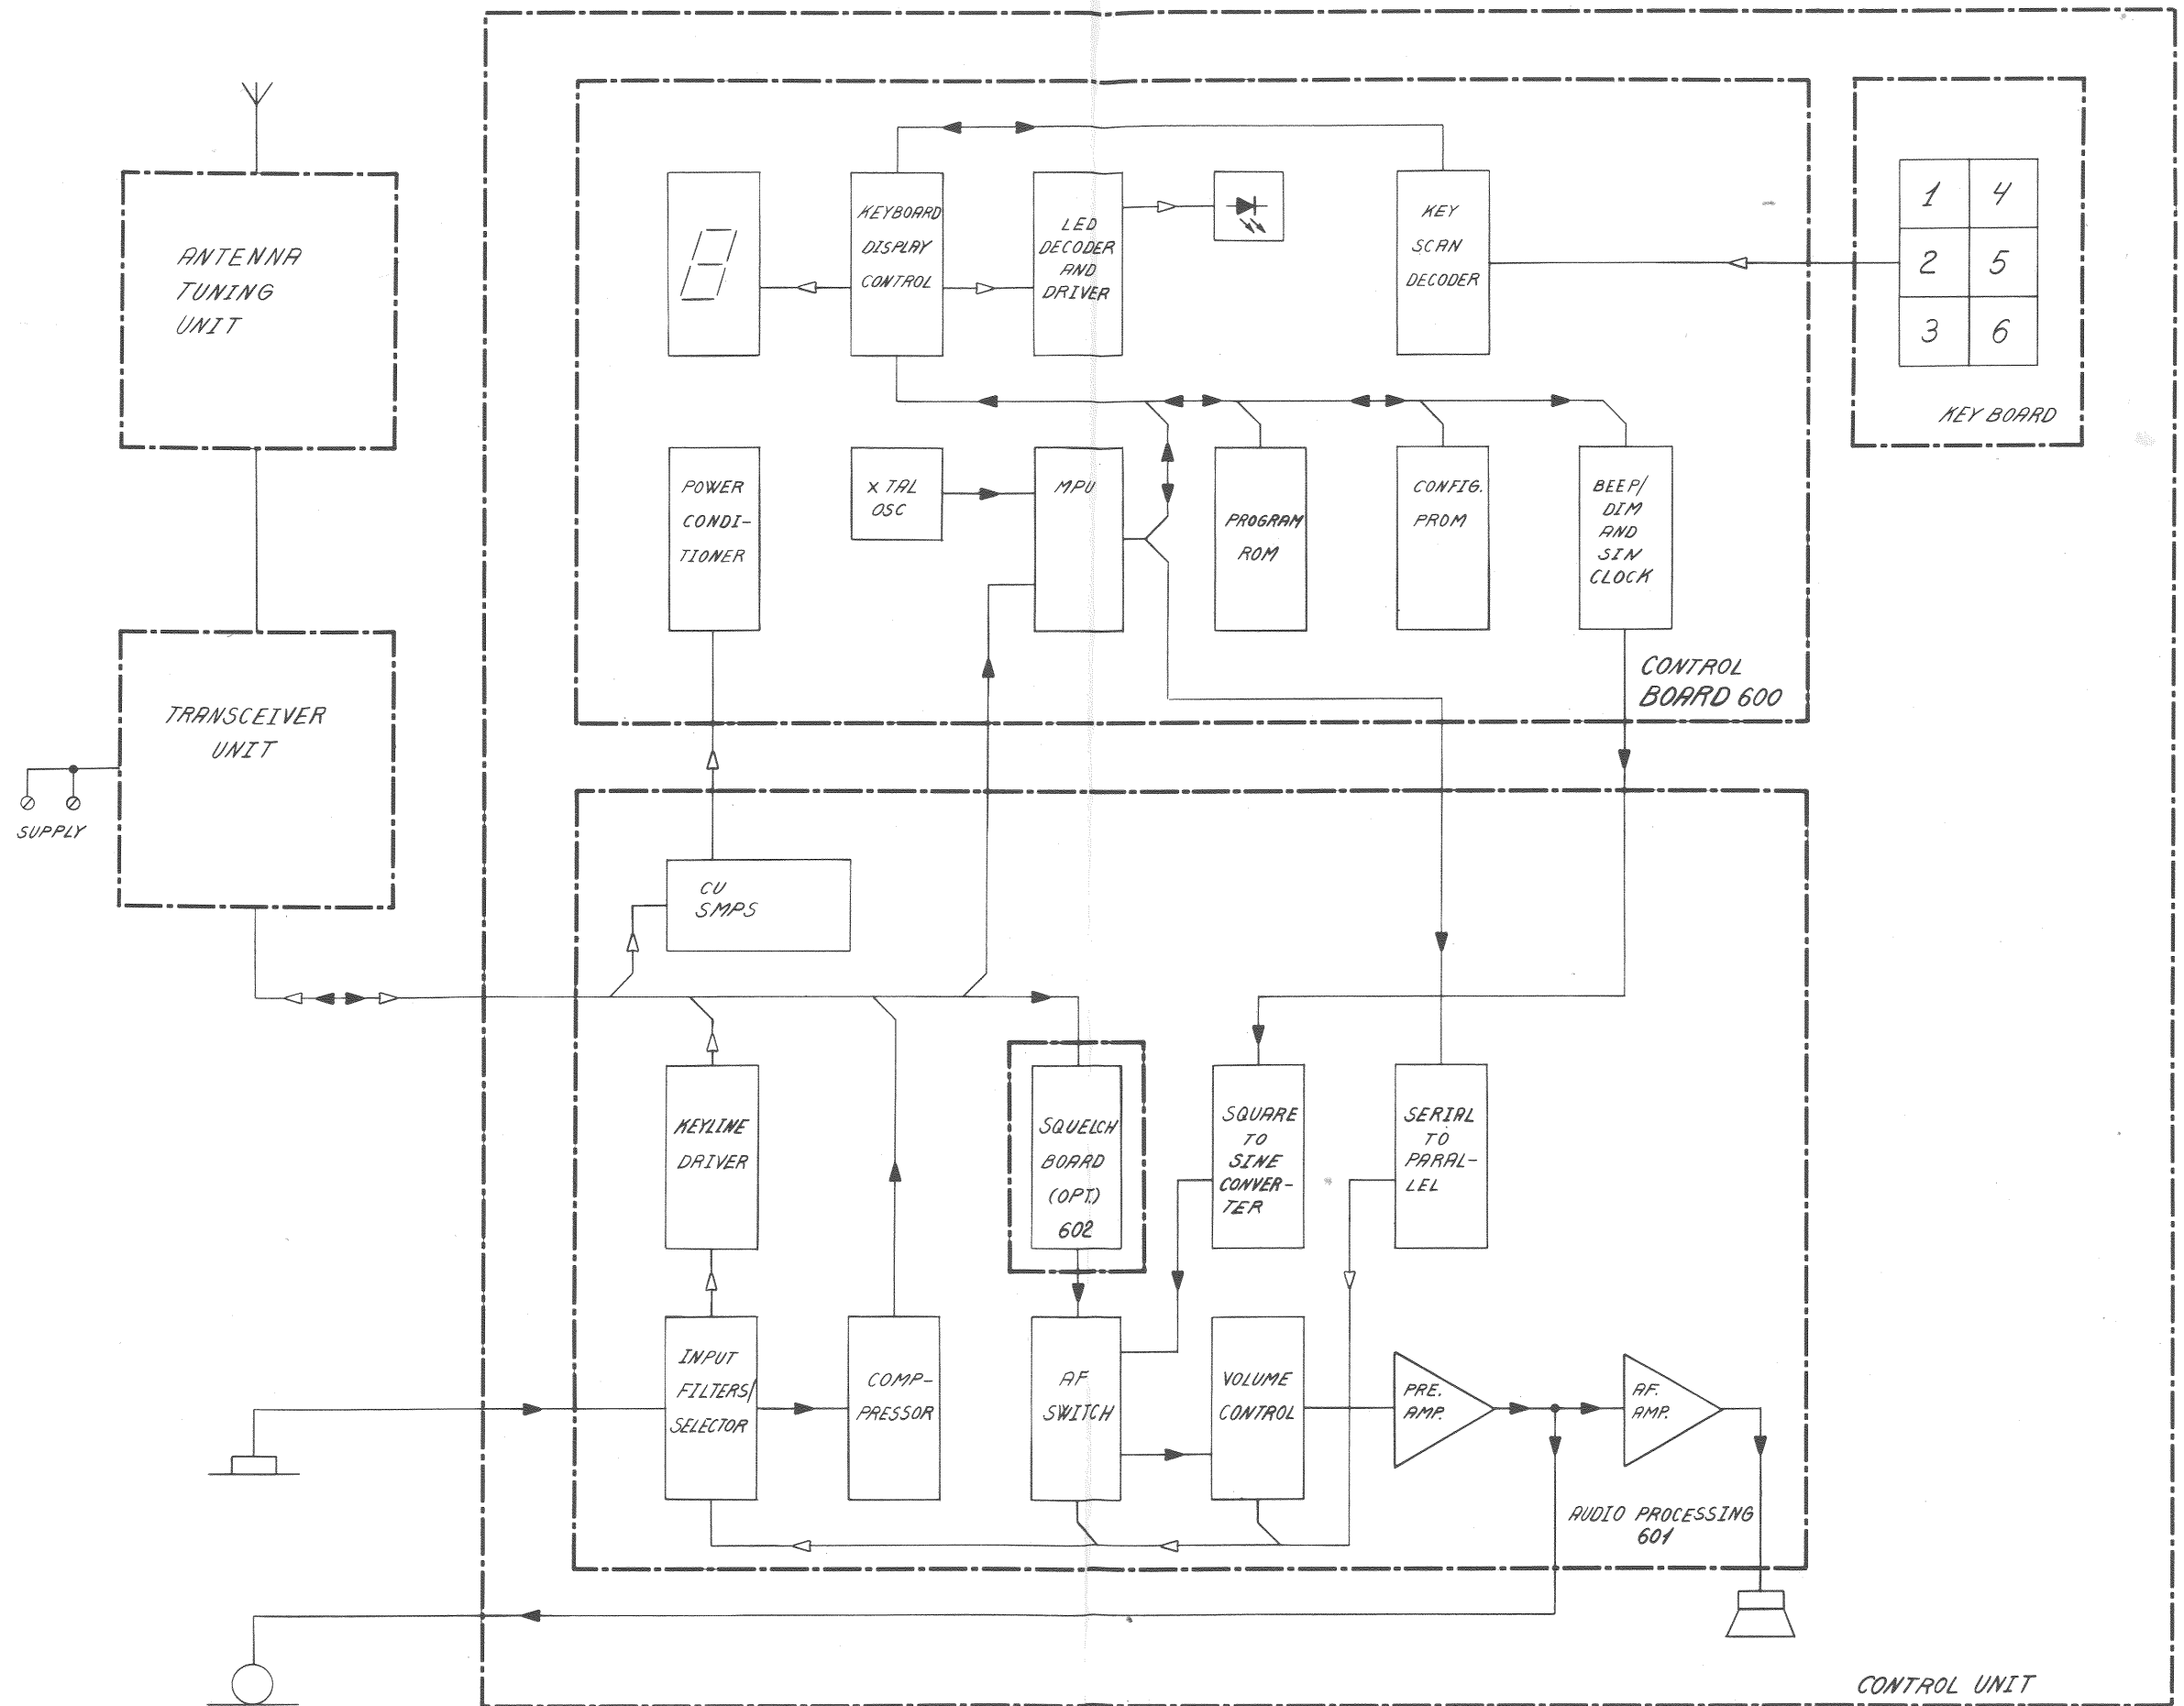 ANTENNA
TUNING
UNIT
TRANSCEIVER
UNIT
SUPPLY
KEYBOARD
DISPLAY
CONTROL
LED
DECODER
AND
DRIVER
KEY
SCAN
DECODER
1 4
2 5
3 6
KEY BOARD
POWER
CONDI-
TIONER
X TAL
OSC
MPU
PROGRAM
ROM
CONFIG.
PROM
BEEP/
DIM
AND
SIN
CLOCK
CONTROL
BOARD 600
CU
SMPS
KEYLINE
DRIVER
SQUELCH
BOARD
(OPT.)
602
SQUARE
TO
SINE
CONVER-
TER
SERIAL
TO
PARAL-
LEL
INPUT
FILTERS/
SELECTOR
COMP-
PRESSOR
AF
SWITCH
VOLUME
CONTROL
PRE.
AMP.
AF.
AMP.
AUDIO PROCESSING
601
CONTROL UNIT